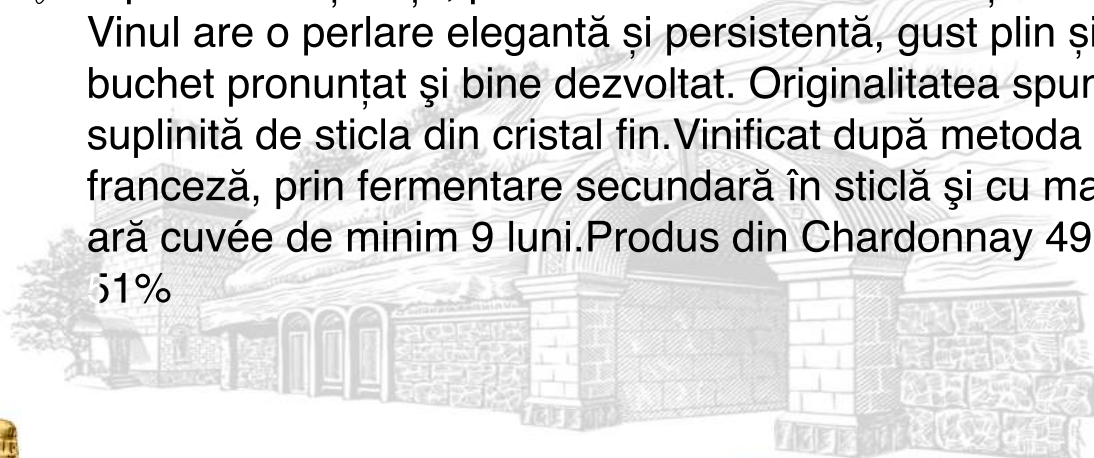 Vinul are o perlare elegantă și persistentă, gust plin și
buchet pronunțat şi bine dezvoltat. Originalitatea
suplinită de sticla din cristal fin.Vinificat după metoda
franceză, prin fermentare secundară în sticlă şi cu
ară cuvée de minim 9 luni.Produs din Chardonnay 49
51%